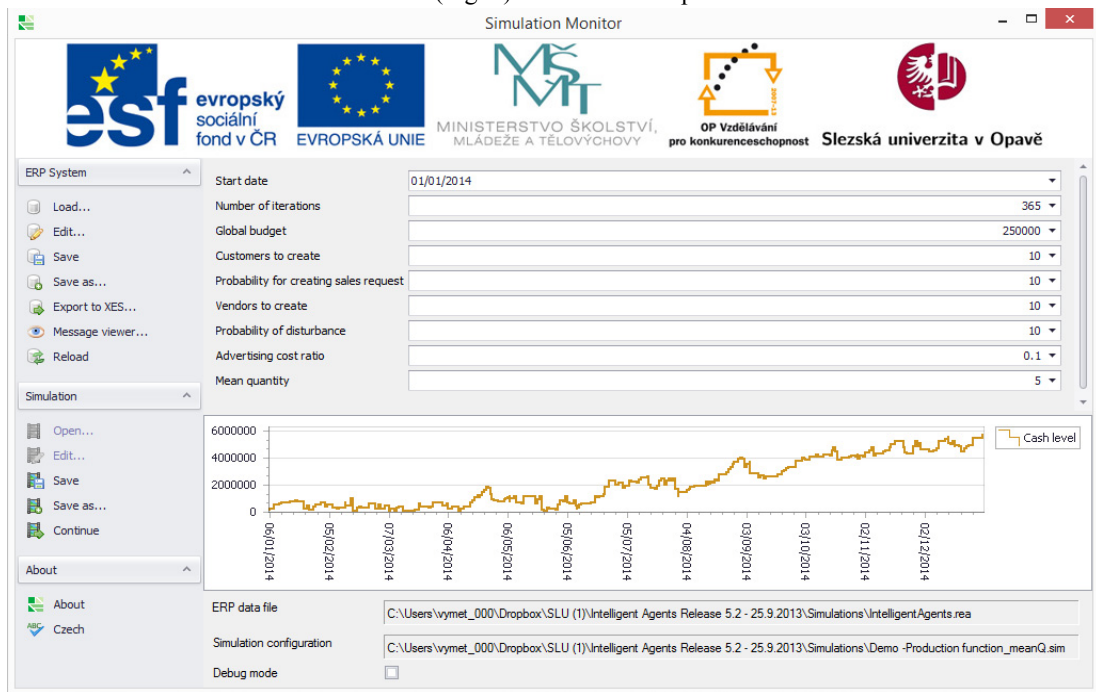 Simulation Monitor
esf
evropský
sociální
fond v ČR
EVROPSKÁ UNIE
MŠMT
MINISTERSTVO ŠKOLSTVÍ,
MLÁDEŽE A TĚLOVÝCHOVY
2007-13
OP Vzdělávání
pro konkurenceschopnost
Slezská univerzita v Opavě
ERP System
Load...
Edit...
Save
Save as...
Export to XES...
Message viewer...
Reload
Simulation
Open...
Edit...
Save
Save as...
Continue
About
About
ABC
Czech
Start date 01/01/2014
Number of iterations 365
Global budget 250000
Customers to create 10
Probability for creating sales request 10
Vendors to create 10
Probability of disturbance 10
Advertising cost ratio 0.1
Mean quantity 5
6000000
4000000
2000000
0
06/01/2014
05/02/2014
07/03/2014
06/04/2014
06/05/2014
05/06/2014
05/07/2014
04/08/2014
03/09/2014
03/10/2014
02/11/2014
02/12/2014
Cash level
ERP data file C:\Users\vymet_000\Dropbox\SLU (1)\Intelligent Agents Release 5.2 - 25.9.2013\Simulations\IntelligentAgents.rea
Simulation configuration C:\Users\vymet_000\Dropbox\SLU (1)\Intelligent Agents Release 5.2 - 25.9.2013\Simulations\Demo -Production function_meanQ.sim
Debug mode